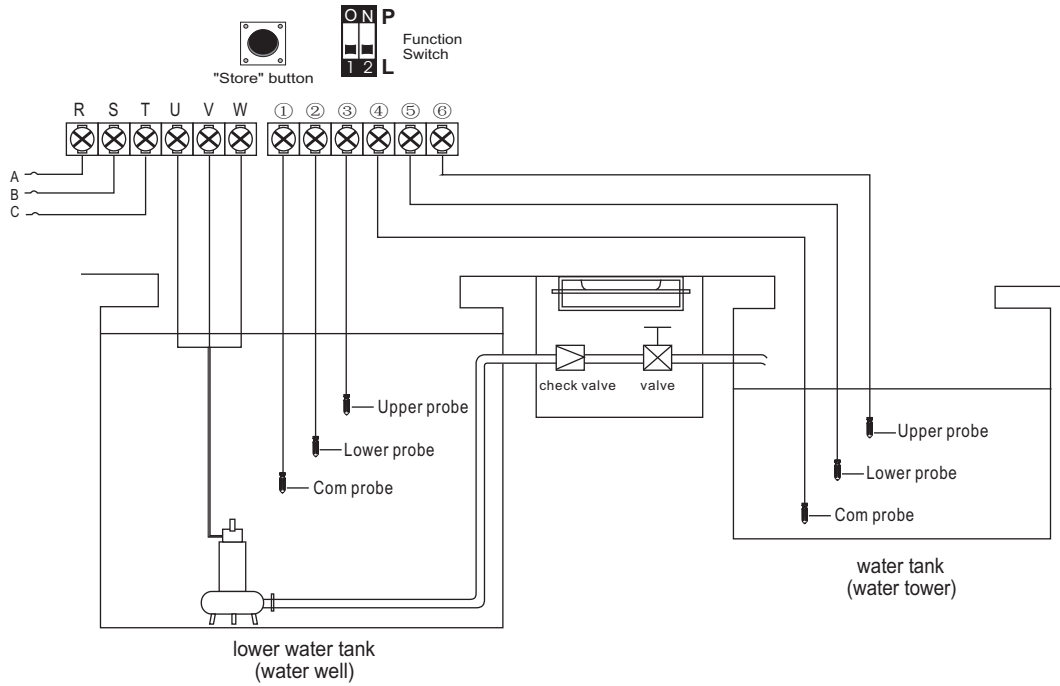 ON P
Function
Switch
1 2 L
"Store" button
R S T U V W ① ② ③ ④ ⑤ ⑥
A
B
C
check valve valve
Upper probe
Lower probe
Com probe
Upper probe
Lower probe
Com probe
water tank
(water tower)
lower water tank
(water well)